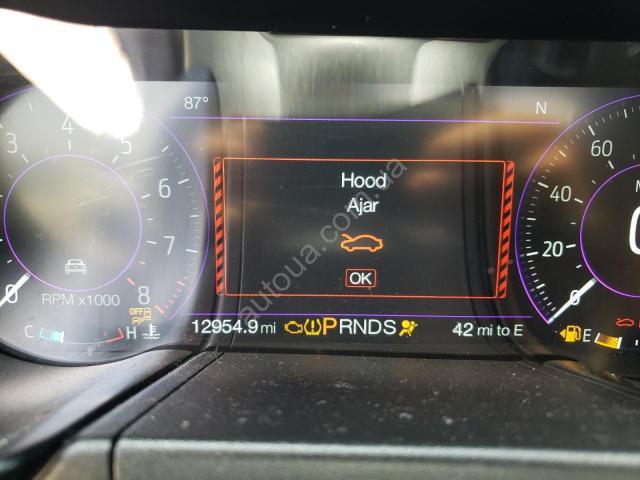 87°
N
3 4 5 6 7 8
0
RPM x1000
OFF
C H
Hood
Ajar
OK
autoua.com.ua
12954.9 mi PRNDS 42 mi to E
60
40
20
0
E